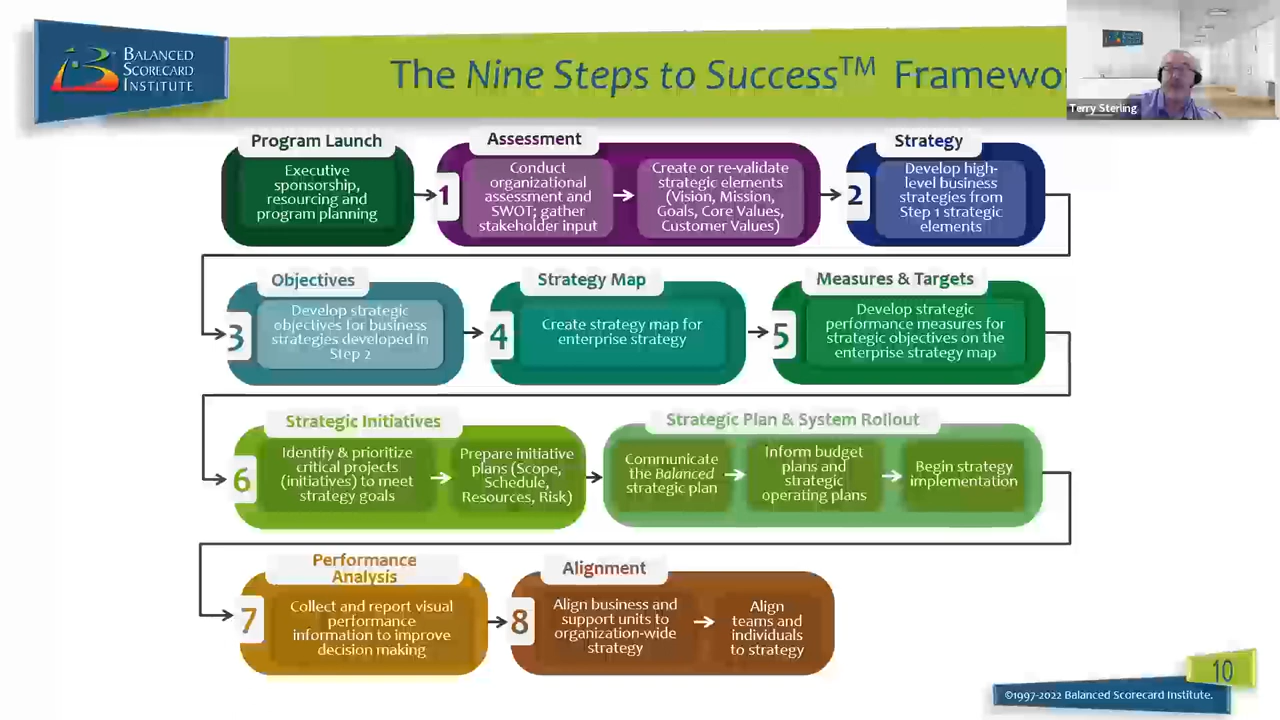 BALANCED
SCORECARD
INSTITUTE
The Nine Steps to Success™ Framewo
Terry Sterling
Program Launch
Executive
sponsorship,
resourcing and
program planning
Assessment
1
Conduct
organizational
assessment and
SWOT; gather
stakeholder input
Create or re-validate
strategic elements
(Vision, Mission,
Goals, Core Values,
Customer Values)
Strategy
2
Develop high-
level business
strategies from
Step 1 strategic
elements
Objectives
3
Develop strategic
objectives for business
strategies developed in
Step 2
Strategy Map
4
Create strategy map for
enterprise strategy
Measures & Targets
5
Develop strategic
performance measures for
strategic objectives on the
enterprise strategy map
Strategic Initiatives
6
Identify & prioritize
critical projects
(initiatives) to meet
strategy goals
Prepare initiative
plans (Scope,
Schedule,
Resources, Risk)
Strategic Plan & System Rollout
Communicate
the Balanced
strategic plan
Inform budget
plans and
strategic
operating plans
Begin strategy
implementation
Performance
Analysis
7
Collect and report visual
performance
information to improve
decision making
Alignment
8
Align business and
support units to
organization-wide
strategy
Align
teams and
individuals
to strategy
10
©1997-2022 Balanced Scorecard Institute.